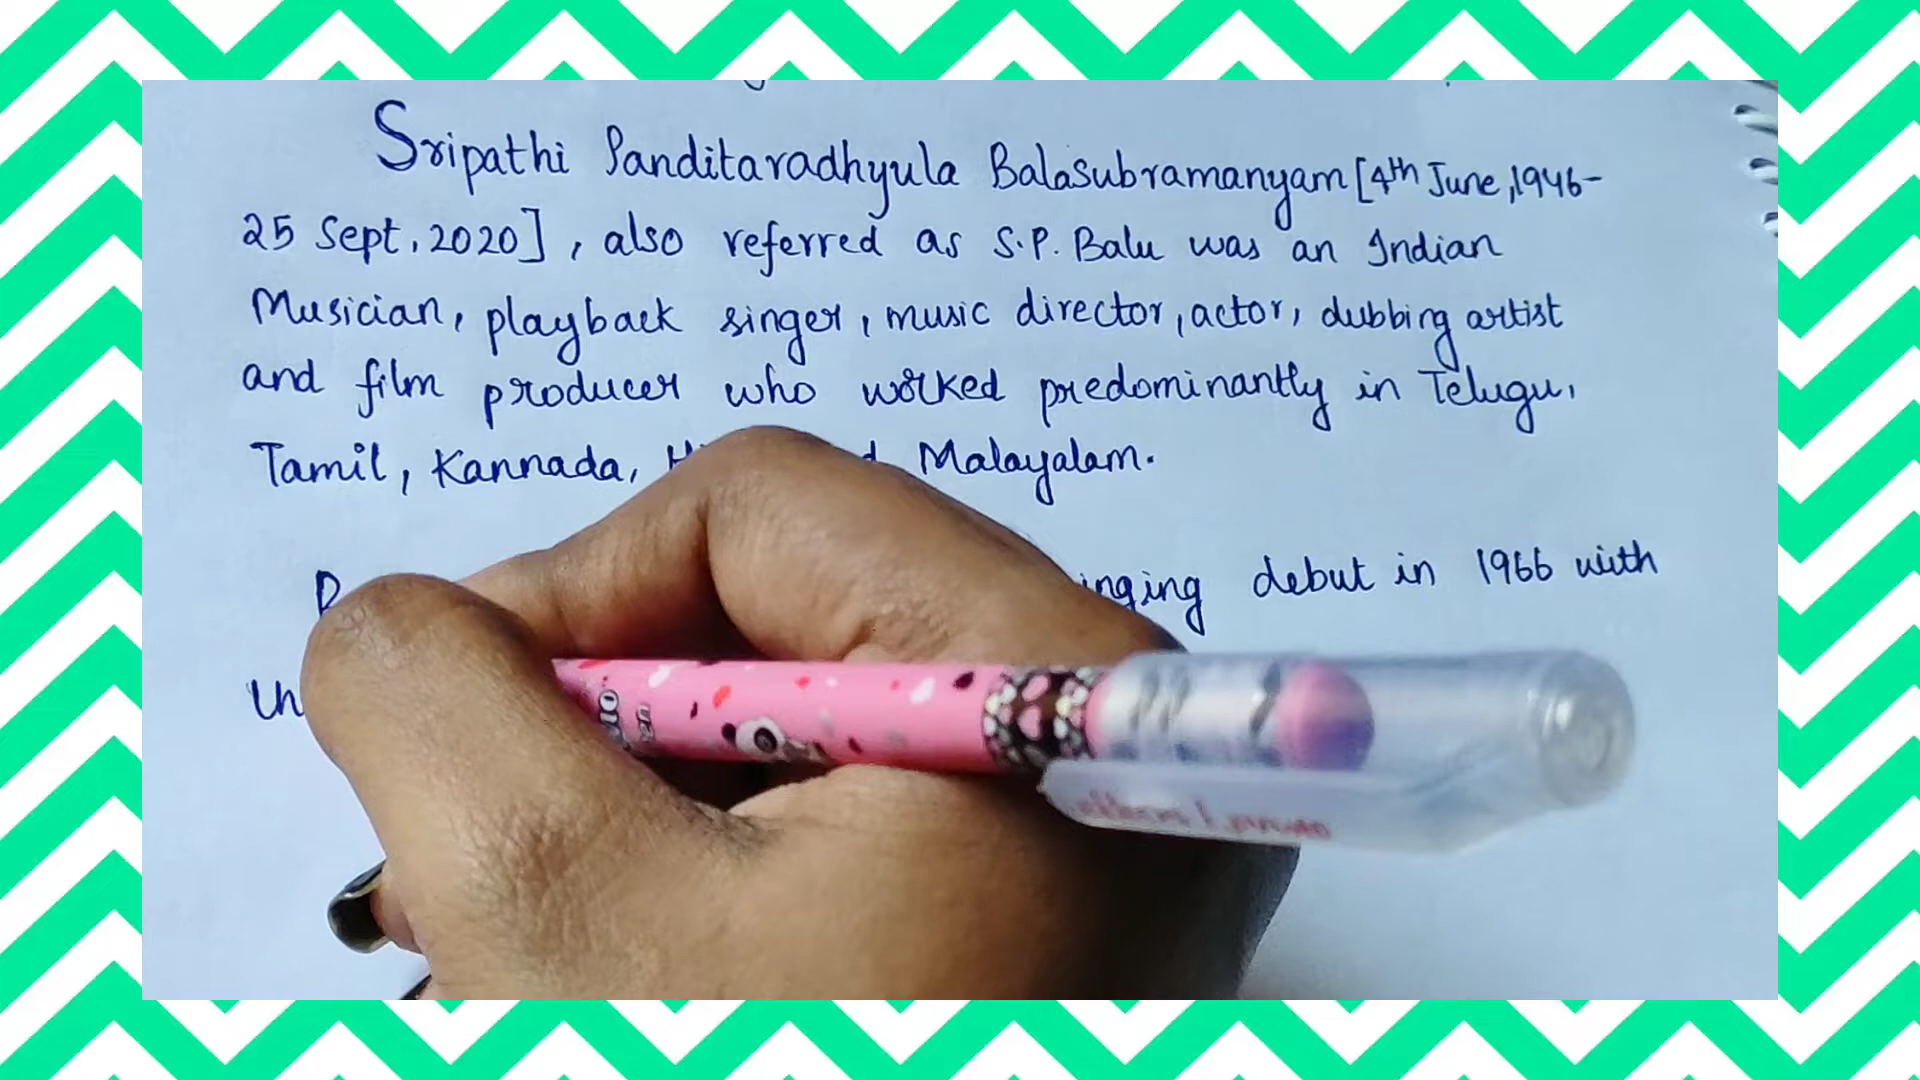 Sripathi Panditaradhyula Balasubramanyam [4th June, 1946-
25 Sept, 2020], also referred as S.P. Balu was an Indian
Musician, playback singer, music director, actor, dubbing artist
and film producer who worked predominantly in Telugu,
Tamil, Kannada, Malayalam.
debut in 1966 with